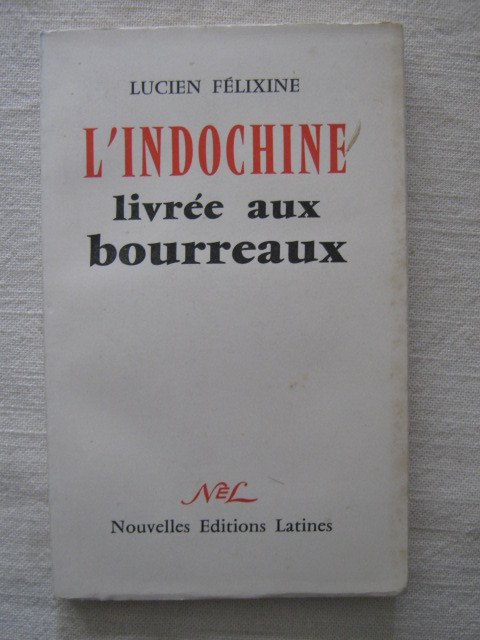 LUCIEN FÉLIXINE
L'INDOCHINE
livrée aux
bourreaux
NEL
Nouvelles Editions Latines